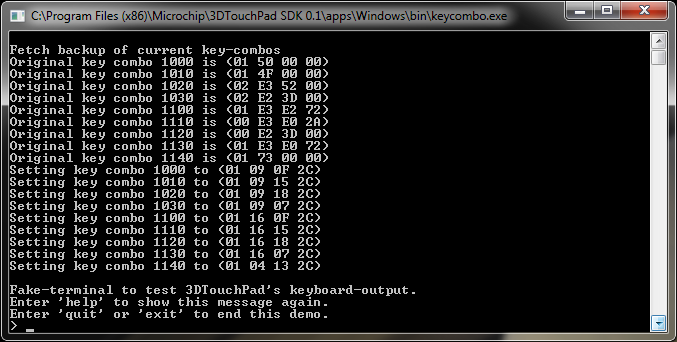 C:\Program Files (x86)\Microchip\3DTouchPad SDK 0.1\apps\Windows\bin\keycombo.exe
Fetch backup of current key-combos
Original key combo 1000 is (01 50 00 00)
Original key combo 1010 is (01 4F 00 00)
Original key combo 1020 is (02 E3 52 00)
Original key combo 1030 is (02 E2 3D 00)
Original key combo 1100 is (01 E3 E2 72)
Original key combo 1110 is (00 E3 E0 2A)
Original key combo 1120 is (00 E2 3D 00)
Original key combo 1130 is (01 E3 E0 72)
Original key combo 1140 is (01 73 00 00)
Setting key combo 1000 to (01 09 0F 2C)
Setting key combo 1010 to (01 09 15 2C)
Setting key combo 1020 to (01 09 18 2C)
Setting key combo 1030 to (01 09 07 2C)
Setting key combo 1100 to (01 16 0F 2C)
Setting key combo 1110 to (01 16 15 2C)
Setting key combo 1120 to (01 16 18 2C)
Setting key combo 1130 to (01 16 07 2C)
Setting key combo 1140 to (01 04 13 2C)
Fake-terminal to test 3DTouchPad's keyboard-output.
Enter 'help' to show this message again.
Enter 'quit' or 'exit' to end this demo.
> _